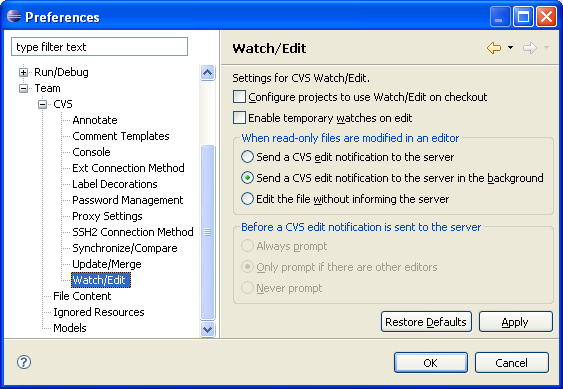 Preferences
type filter text
Run/Debug
Team
CVS
Annotate
Comment Templates
Console
Ext Connection Method
Label Decorations
Password Management
Proxy Settings
SSH2 Connection Method
Synchronize/Compare
Update/Merge
Watch/Edit
File Content
Ignored Resources
Models
Watch/Edit
Settings for CVS Watch/Edit.
Configure projects to use Watch/Edit on checkout
Enable temporary watches on edit
When read-only files are modified in an editor
Send a CVS edit notification to the server
Send a CVS edit notification to the server in the background
Edit the file without informing the server
Before a CVS edit notification is sent to the server
Always prompt
Only prompt if there are other editors
Never prompt
Restore Defaults
Apply
?
OK
Cancel